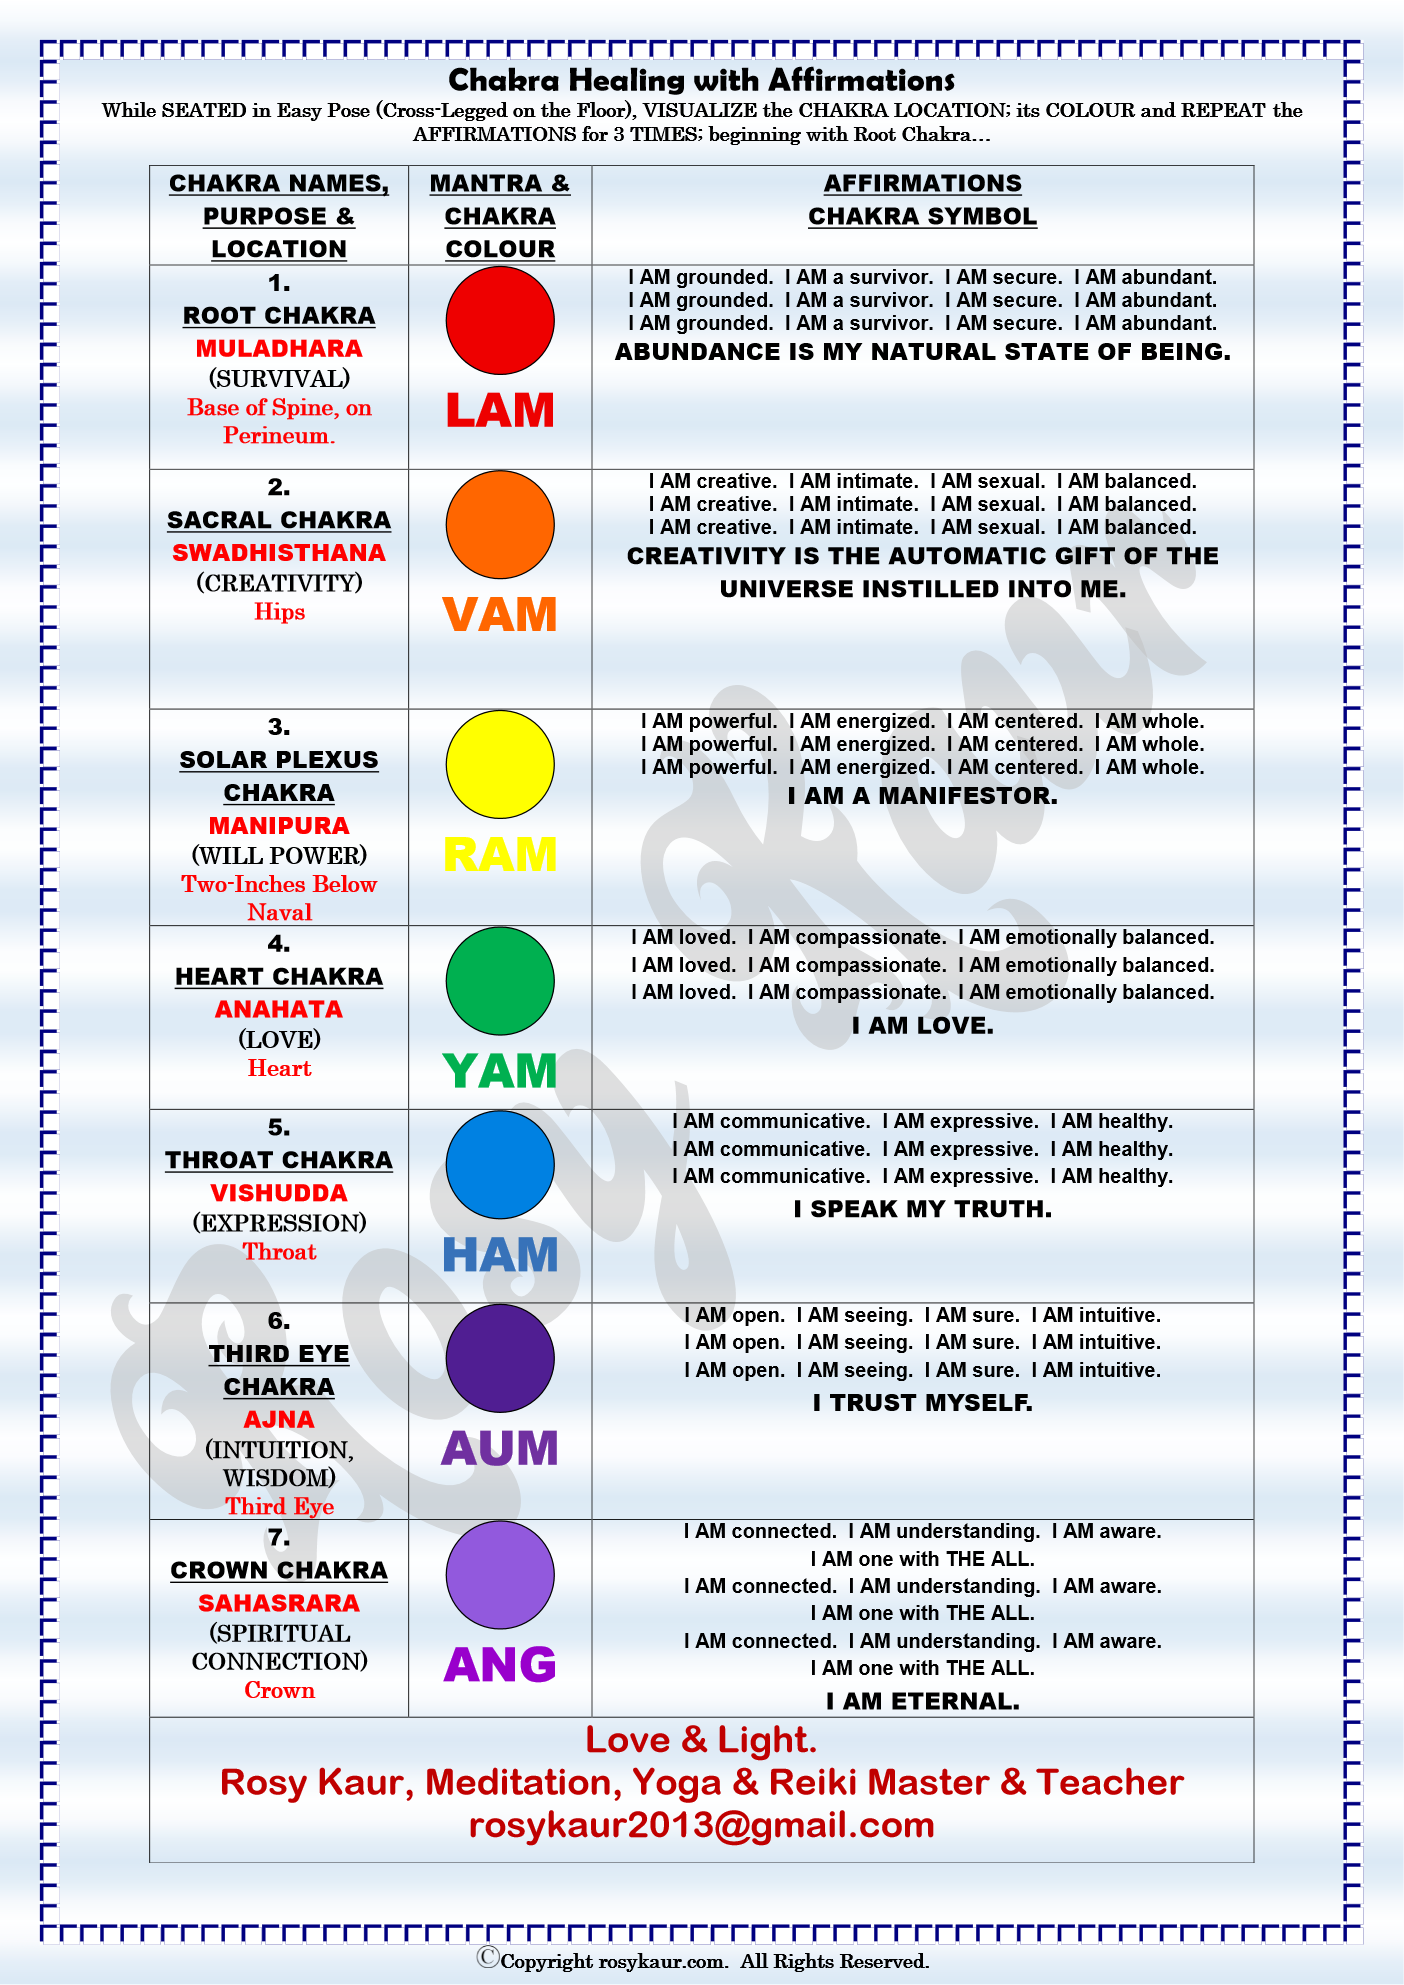 Chakra Healing with Affirmations
While SEATED in Easy Pose (Cross-Legged on the Floor), VISUALIZE the CHAKRA LOCATION; its COLOUR and REPEAT the
AFFIRMATIONS for 3 TIMES; beginning with Root Chakra…
CHAKRA NAMES,
PURPOSE &
LOCATION
MANTRA &
CHAKRA
COLOUR
AFFIRMATIONS
CHAKRA SYMBOL
1.
ROOT CHAKRA
MULADHARA
(SURVIVAL)
Base of Spine, on
Perineum.
LAM
I AM grounded.  I AM a survivor.  I AM secure.  I AM abundant.
I AM grounded.  I AM a survivor.  I AM secure.  I AM abundant.
I AM grounded.  I AM a survivor.  I AM secure.  I AM abundant.
ABUNDANCE IS MY NATURAL STATE OF BEING.
2.
SACRAL CHAKRA
SWADHISTHANA
(CREATIVITY)
Hips
VAM
I AM creative.  I AM intimate.  I AM sexual.  I AM balanced.
I AM creative.  I AM intimate.  I AM sexual.  I AM balanced.
I AM creative.  I AM intimate.  I AM sexual.  I AM balanced.
CREATIVITY IS THE AUTOMATIC GIFT OF THE
UNIVERSE INSTILLED INTO ME.
3.
SOLAR PLEXUS
CHAKRA
MANIPURA
(WILL POWER)
Two-Inches Below
Naval
RAM
I AM powerful.  I AM energized.  I AM centered.  I AM whole.
I AM powerful.  I AM energized.  I AM centered.  I AM whole.
I AM powerful.  I AM energized.  I AM centered.  I AM whole.
I AM A MANIFESTOR.
4.
HEART CHAKRA
ANAHATA
(LOVE)
Heart
YAM
I AM loved.  I AM compassionate.  I AM emotionally balanced.
I AM loved.  I AM compassionate.  I AM emotionally balanced.
I AM loved.  I AM compassionate.  I AM emotionally balanced.
I AM LOVE.
5.
THROAT CHAKRA
VISHUDDA
(EXPRESSION)
Throat
HAM
I AM communicative.  I AM expressive.  I AM healthy.
I AM communicative.  I AM expressive.  I AM healthy.
I AM communicative.  I AM expressive.  I AM healthy.
I SPEAK MY TRUTH.
6.
THIRD EYE
CHAKRA
AJNA
(INTUITION,
WISDOM)
Third Eye
AUM
I AM open.  I AM seeing.  I AM sure.  I AM intuitive.
I AM open.  I AM seeing.  I AM sure.  I AM intuitive.
I AM open.  I AM seeing.  I AM sure.  I AM intuitive.
I TRUST MYSELF.
7.
CROWN CHAKRA
SAHASRARA
(SPIRITUAL
CONNECTION)
Crown
ANG
I AM connected.  I AM understanding.  I AM aware.
I AM one with THE ALL.
I AM connected.  I AM understanding.  I AM aware.
I AM one with THE ALL.
I AM connected.  I AM understanding.  I AM aware.
I AM one with THE ALL.
I AM ETERNAL.
Love & Light.
Rosy Kaur, Meditation, Yoga & Reiki Master & Teacher
rosykaur2013@gmail.com
©Copyright rosykaur.com.  All Rights Reserved.
Rosy Kaur